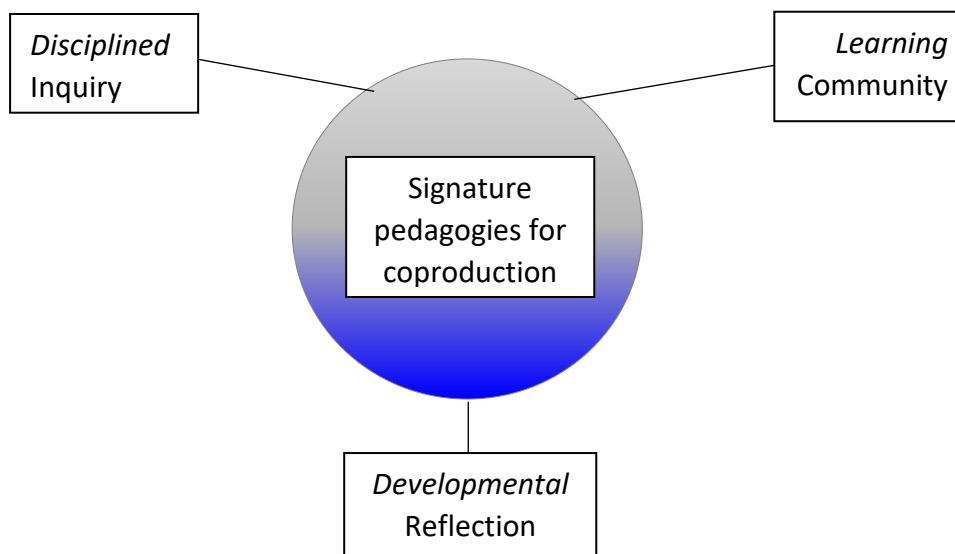 Disciplined
Inquiry
Learning
Community
Signature
pedagogies for
coproduction
Developmental
Reflection